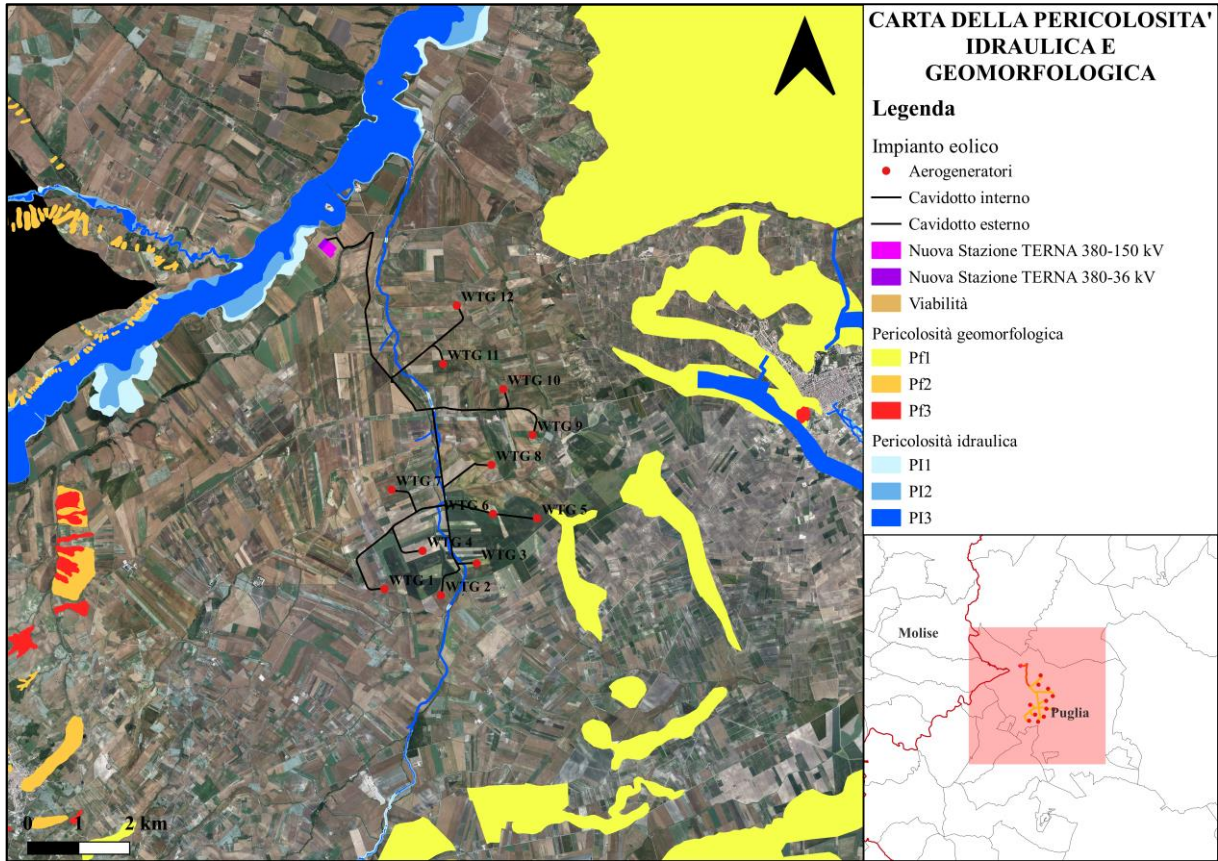 CARTA DELLA PERICOLOSITA'
IDRAULICA E
GEOMORFOLOGICA
Legenda
Impianto eolico
Aerogeneratori
Cavidotto interno
Cavidotto esterno
Nuova Stazione TERNA 380-150 kV
Nuova Stazione TERNA 380-36 kV
Viabilità
Pericolosità geomorfologica
Pf1
Pf2
Pf3
Pericolosità idraulica
PI1
PI2
PI3
WTG 12
WTG 11
WTG 10
WTG 9
WTG 8
WTG 7
WTG 6
WTG 5
WTG 4
WTG 3
WTG 1
WTG 2
0 1 2 km
Molise
Puglia